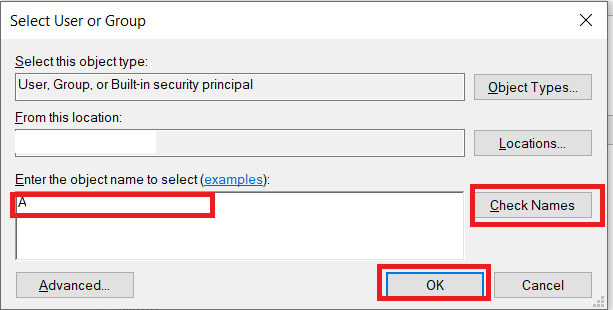 Select User or Group
Select this object type:
User, Group, or Built-in security principal
Object Types...
From this location:
Locations...
Enter the object name to select (examples):
A
Check Names
Advanced...
OK
Cancel